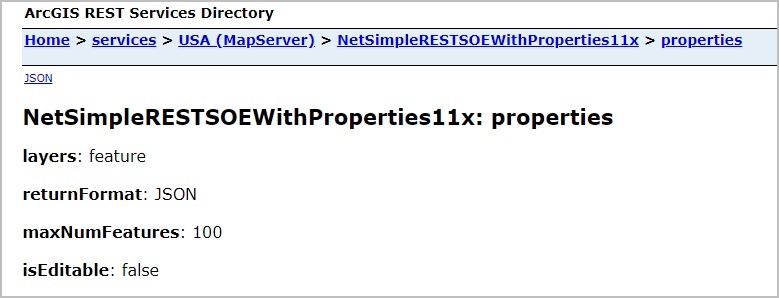 ArcGIS REST Services Directory
Home > services > USA (MapServer) > NetSimpleRESTSOEWithProperties11x > properties
JSON
NetSimpleRESTSOEWithProperties11x: properties
layers: feature
returnFormat: JSON
maxNumFeatures: 100
isEditable: false